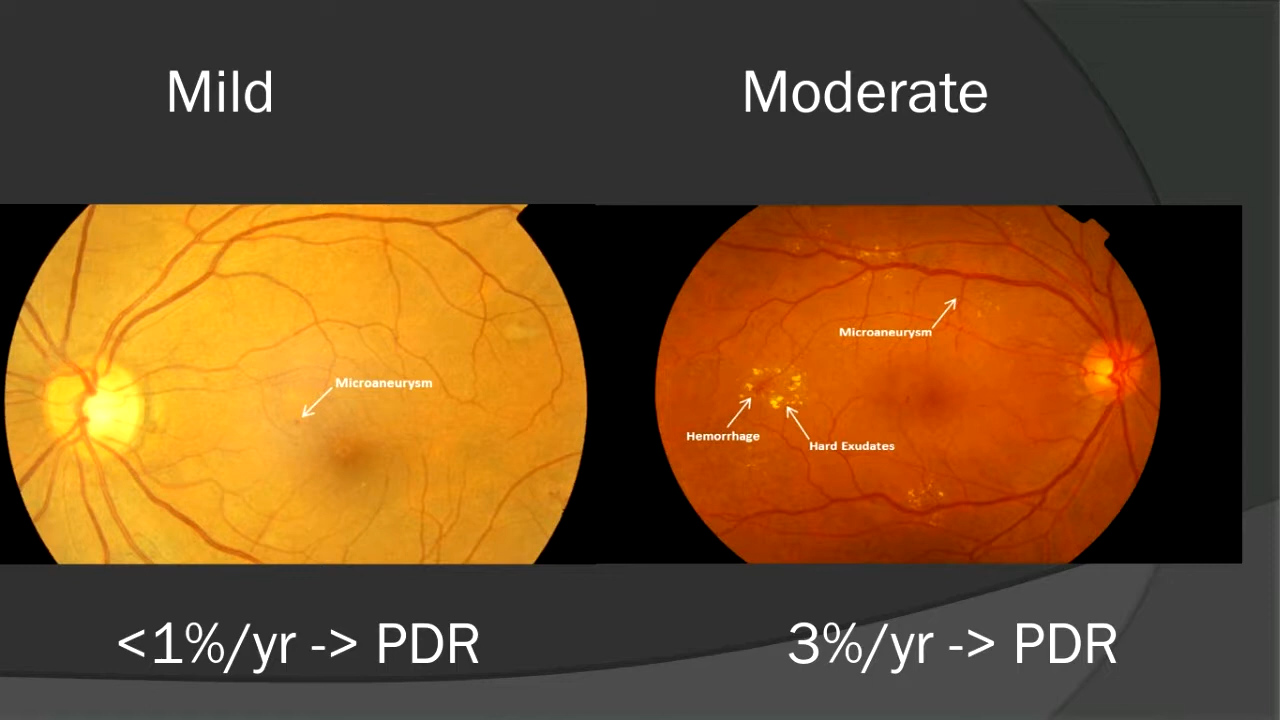 Mild
Moderate
Microaneurysm
Microaneurysm
Hemorrhage
Hard Exudates
<1%/yr -> PDR
3%/yr -> PDR